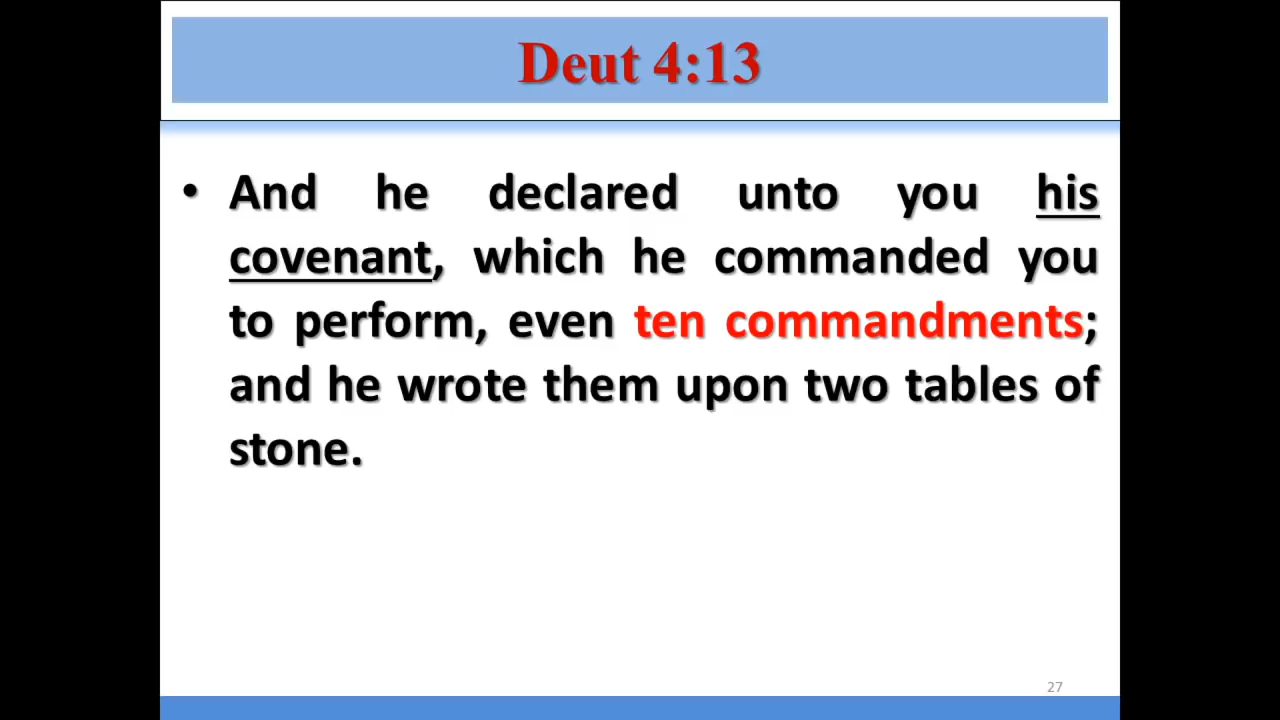 Deut 4:13
• And he declared unto you his
covenant, which he commanded you
to perform, even ten commandments;
and he wrote them upon two tables of
stone.
27